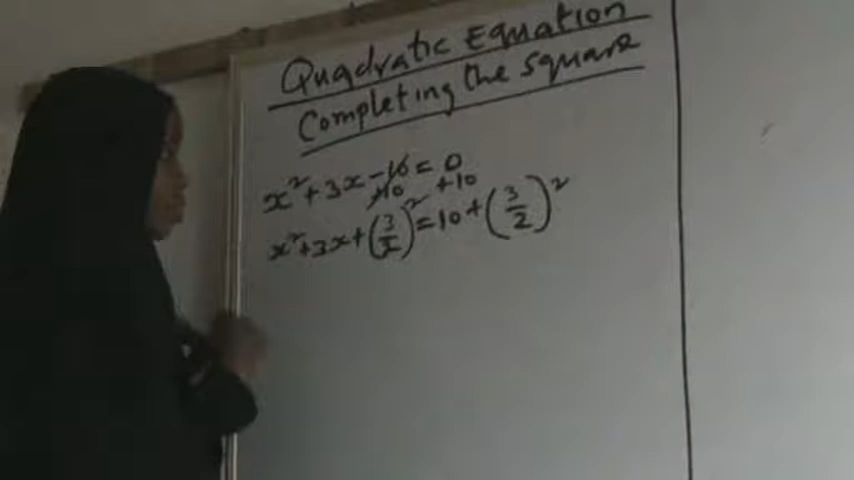 Quadratic Equation
Completing the square
x² + 3x - 10 = 0
+10 +10
x² + 3x + (3/2)² = 10 + (3/2)²